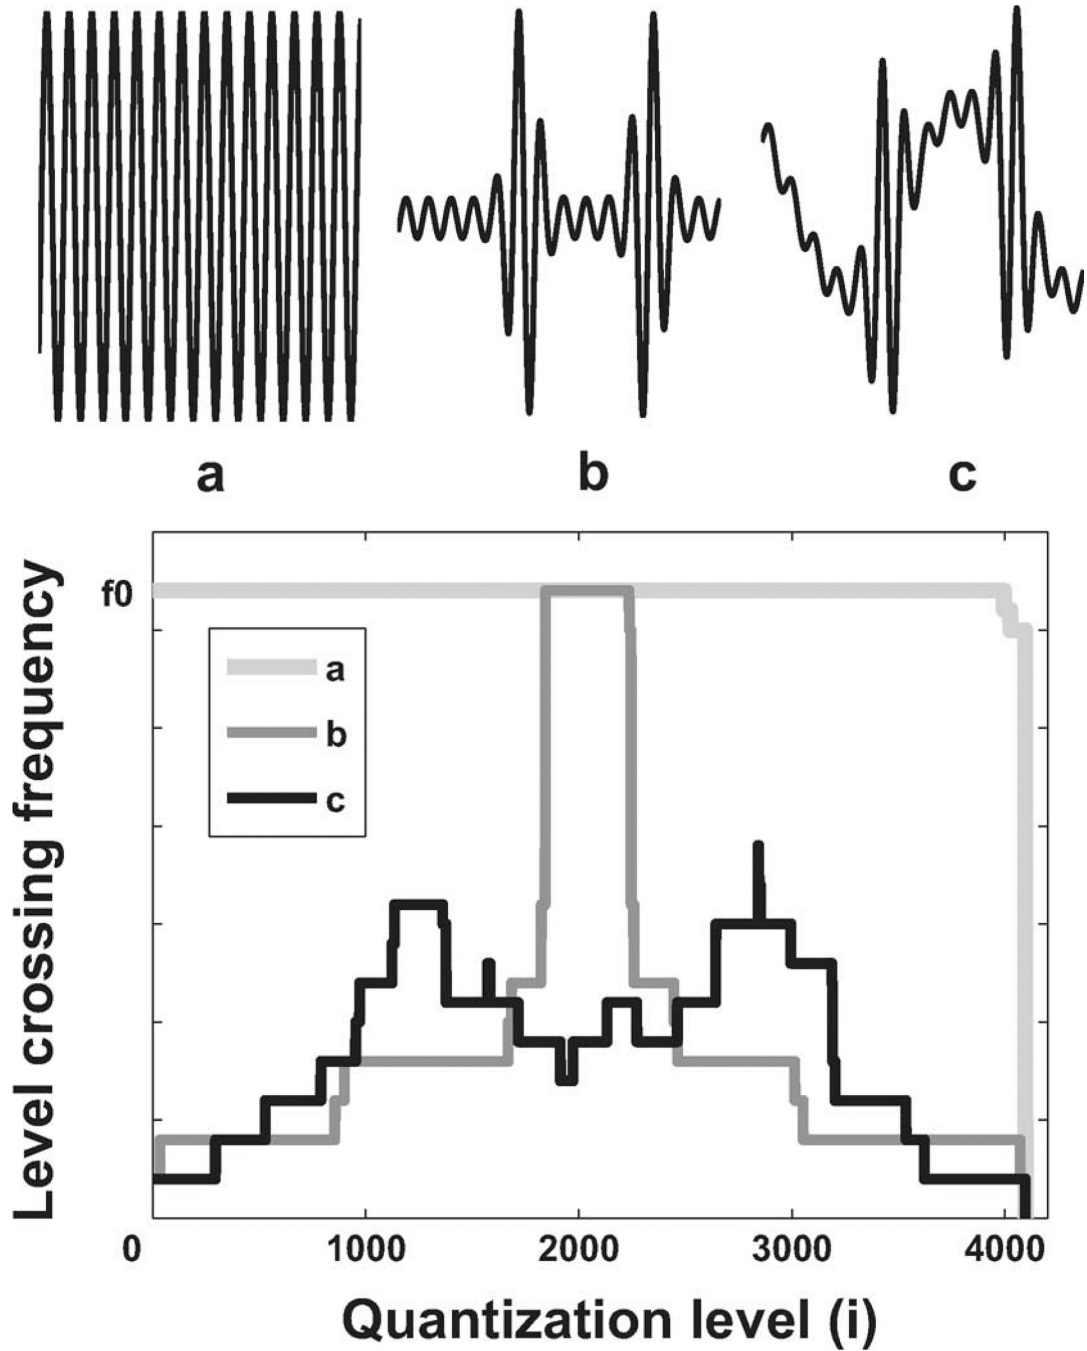 a b c
Level crossing frequency
f0
a
b
c
0 1000 2000 3000 4000
Quantization level (i)